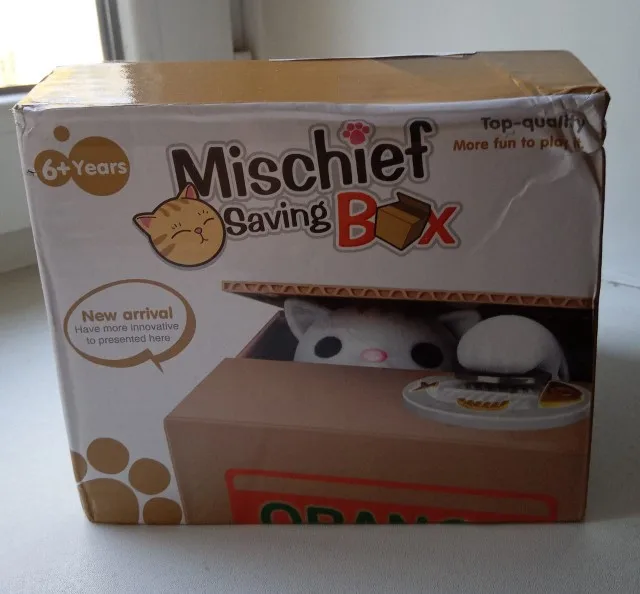 6+Years
Mischief
Saving Box
Top-quality
More fun to play it.
New arrival
Have more innovative
to presented here